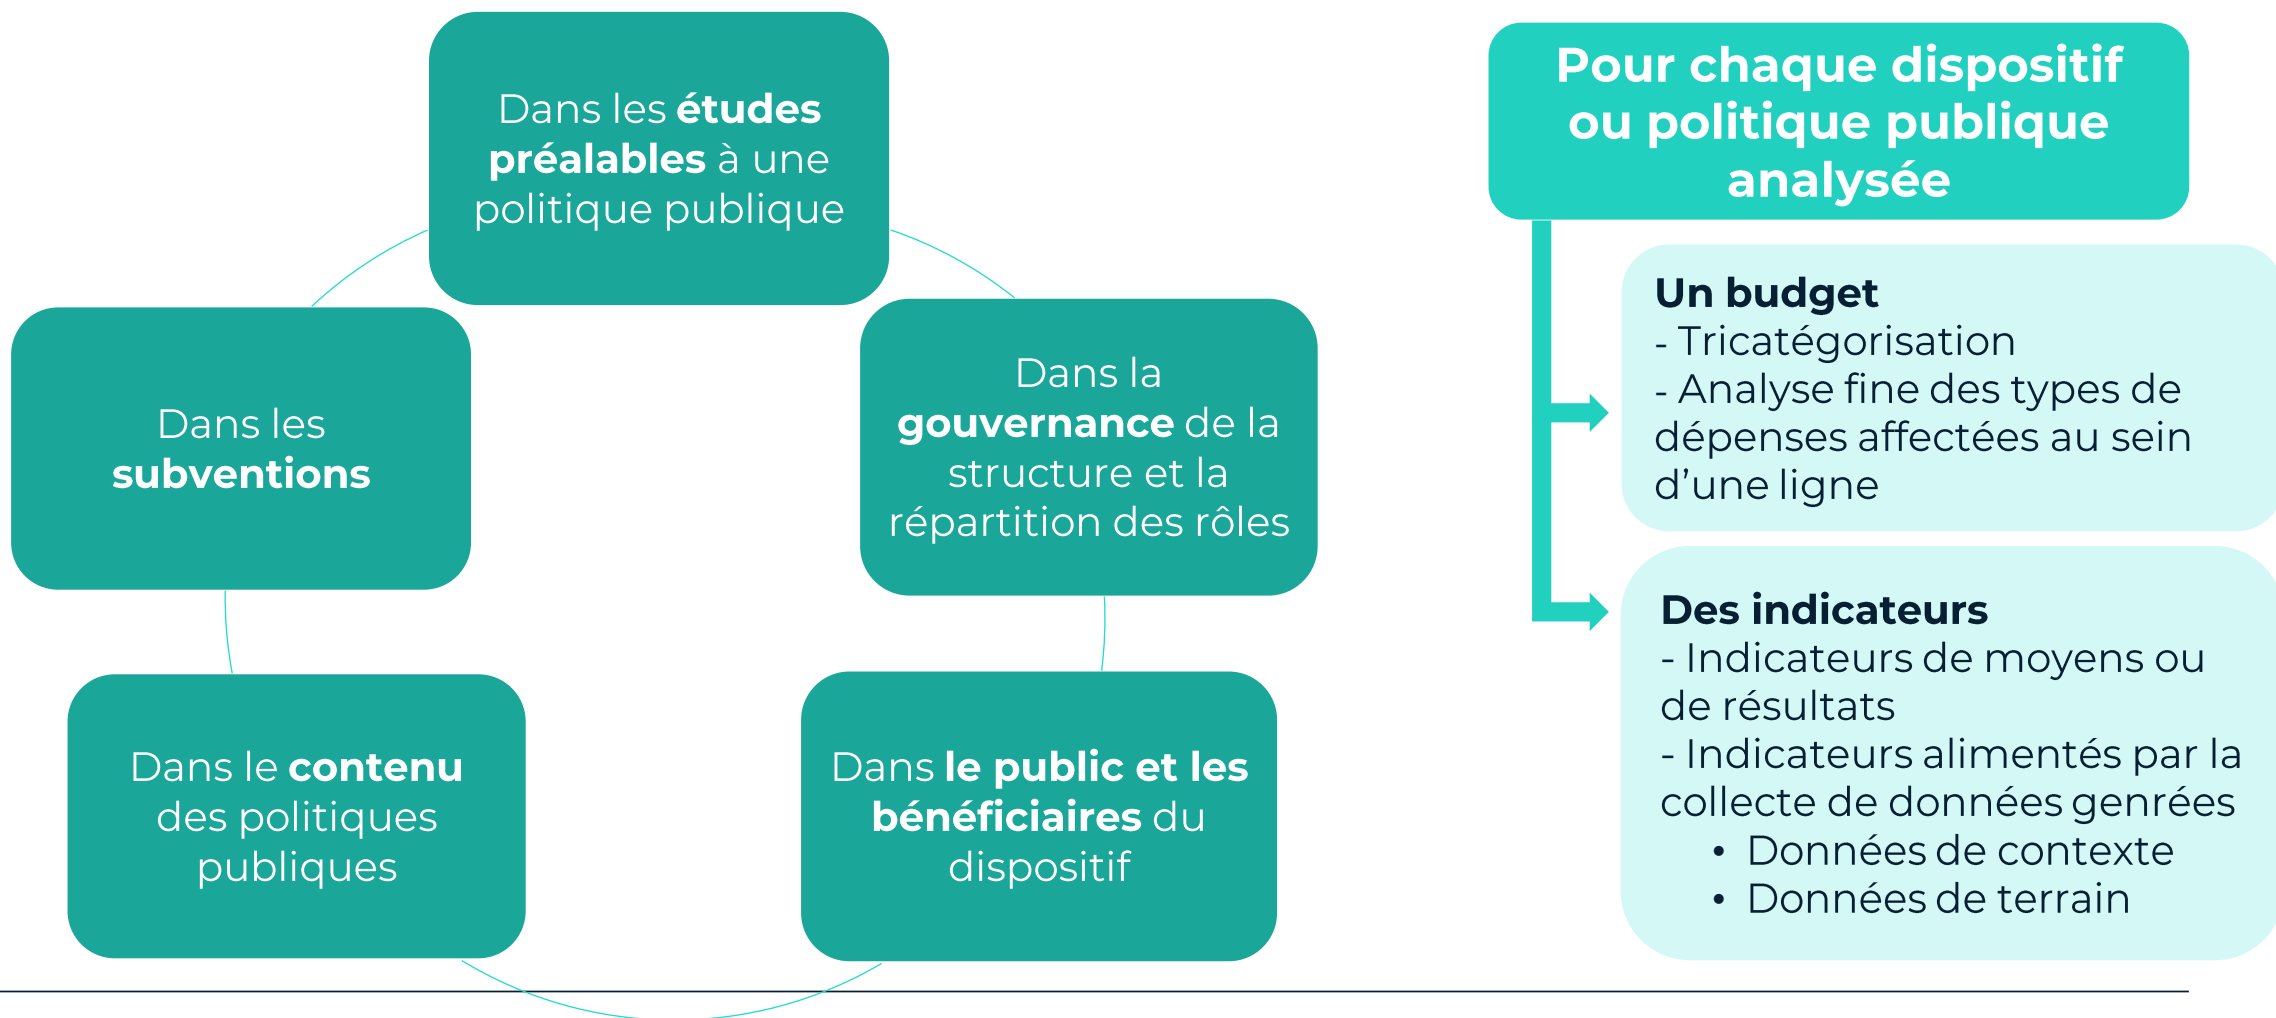 Dans les études
préalables à une
politique publique
Dans la
gouvernance de la
structure et la
répartition des rôles
Dans le public et les
bénéficiaires du
dispositif
Dans le contenu
des politiques
publiques
Dans les
subventions
Pour chaque dispositif
ou politique publique
analysée
Un budget
- Tricatégorisation
- Analyse fine des types de
dépenses affectées au sein
d’une ligne
Des indicateurs
- Indicateurs de moyens ou
de résultats
- Indicateurs alimentés par la
collecte de données genrées
• Données de contexte
• Données de terrain